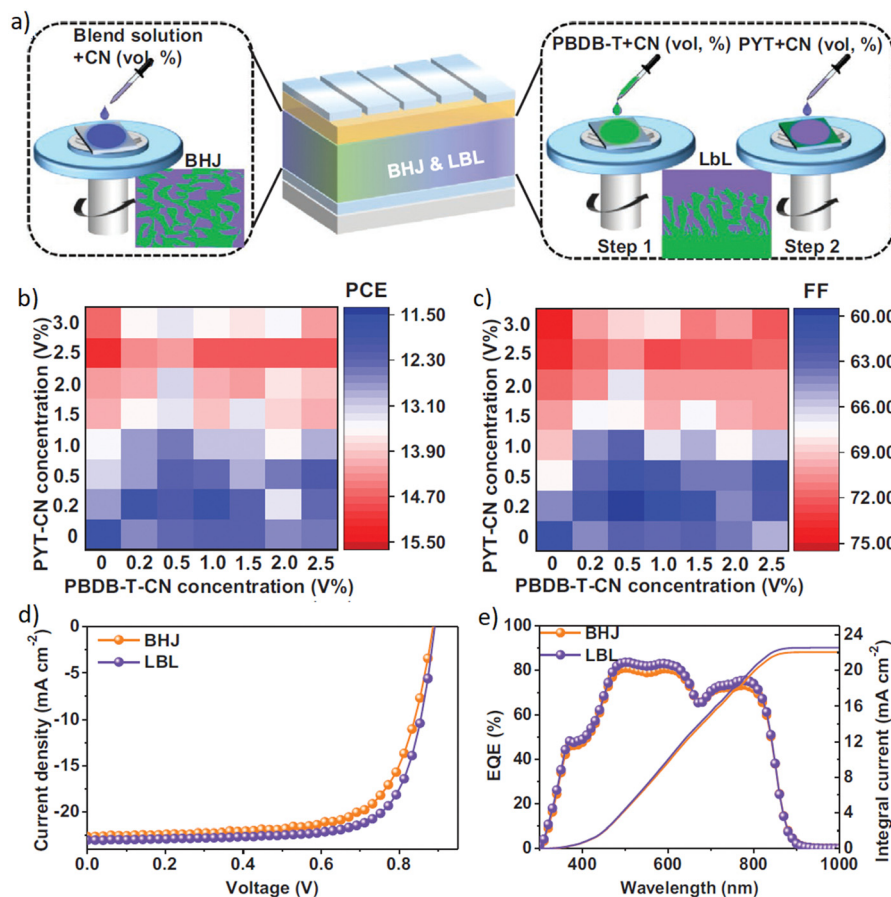 a)
Blend solution
+CN (vol, %)
BHJ
BHJ & LBL
PBDB-T+CN (vol, %)
PYT+CN (vol, %)
LbL
Step 1
Step 2
b)
PCE
PYT-CN concentration (V%)
3.0
2.5
2.0
1.5
1.0
0.5
0.2
0
0 0.2 0.5 1.0 1.5 2.0 2.5
PBDB-T-CN concentration (V%)
11.50
12.30
13.10
13.90
14.70
15.50
c)
FF
PYT-CN concentration (V%)
3.0
2.5
2.0
1.5
1.0
0.5
0.2
0
0 0.2 0.5 1.0 1.5 2.0 2.5
PBDB-T-CN concentration (V%)
60.00
63.00
66.00
69.00
72.00
75.00
d)
BHJ
LBL
Current density (mA cm-2)
0
-5
-10
-15
-20
0.0 0.2 0.4 0.6 0.8
Voltage (V)
e)
BHJ
LBL
EQE (%)
100
80
60
40
20
0
400 600 800 1000
Wavelength (nm)
24
20
16
12
8
4
0
Integral current (mA cm-2)